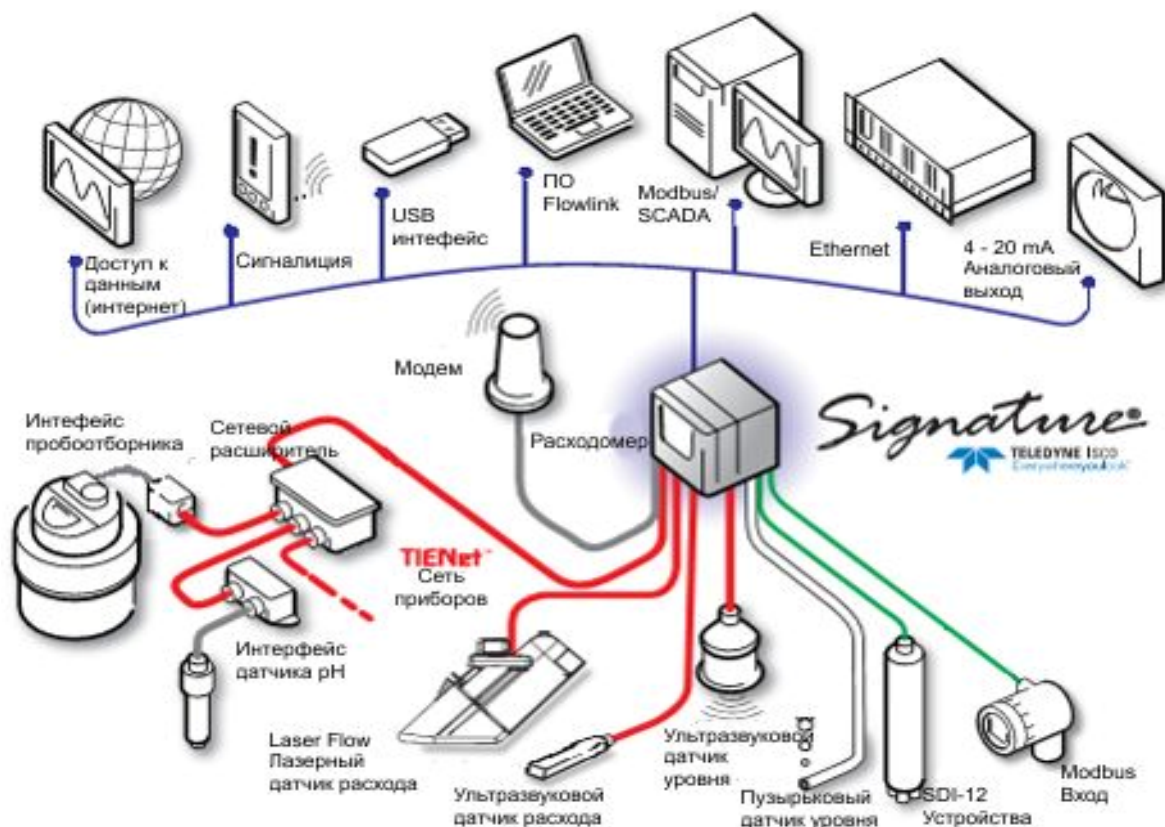 ПО
Flowlink
Modbus/
SCADA
USB
интефейс
Ethernet
4 - 20 mA
Аналоговый
выход
Доступ к
данным
(интернет)
Сигналиция
Модем
Интефейс
пробоотборника
Сетевой
расширитель
Расходомер
Signature®
TELEDYNE ISCO
Everywhereyoulook™
TIENet™
Сеть
приборов
Интерфейс
датчика pH
Laser Flow
Лазерный
датчик расхода
Ультразвуковой
датчик расхода
Ультразвуковой
датчик
уровня
Пузырьковый
датчик уровня
SDI-12
Устройства
Modbus
Вход